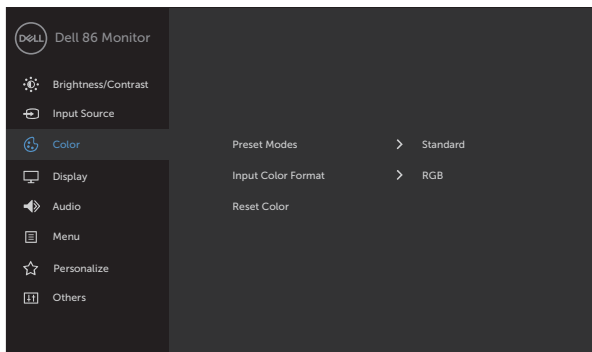 DELL Dell 86 Monitor
Brightness/Contrast
Input Source
Color Preset Modes Standard
Display Input Color Format RGB
Audio Reset Color
Menu
Personalize
Others